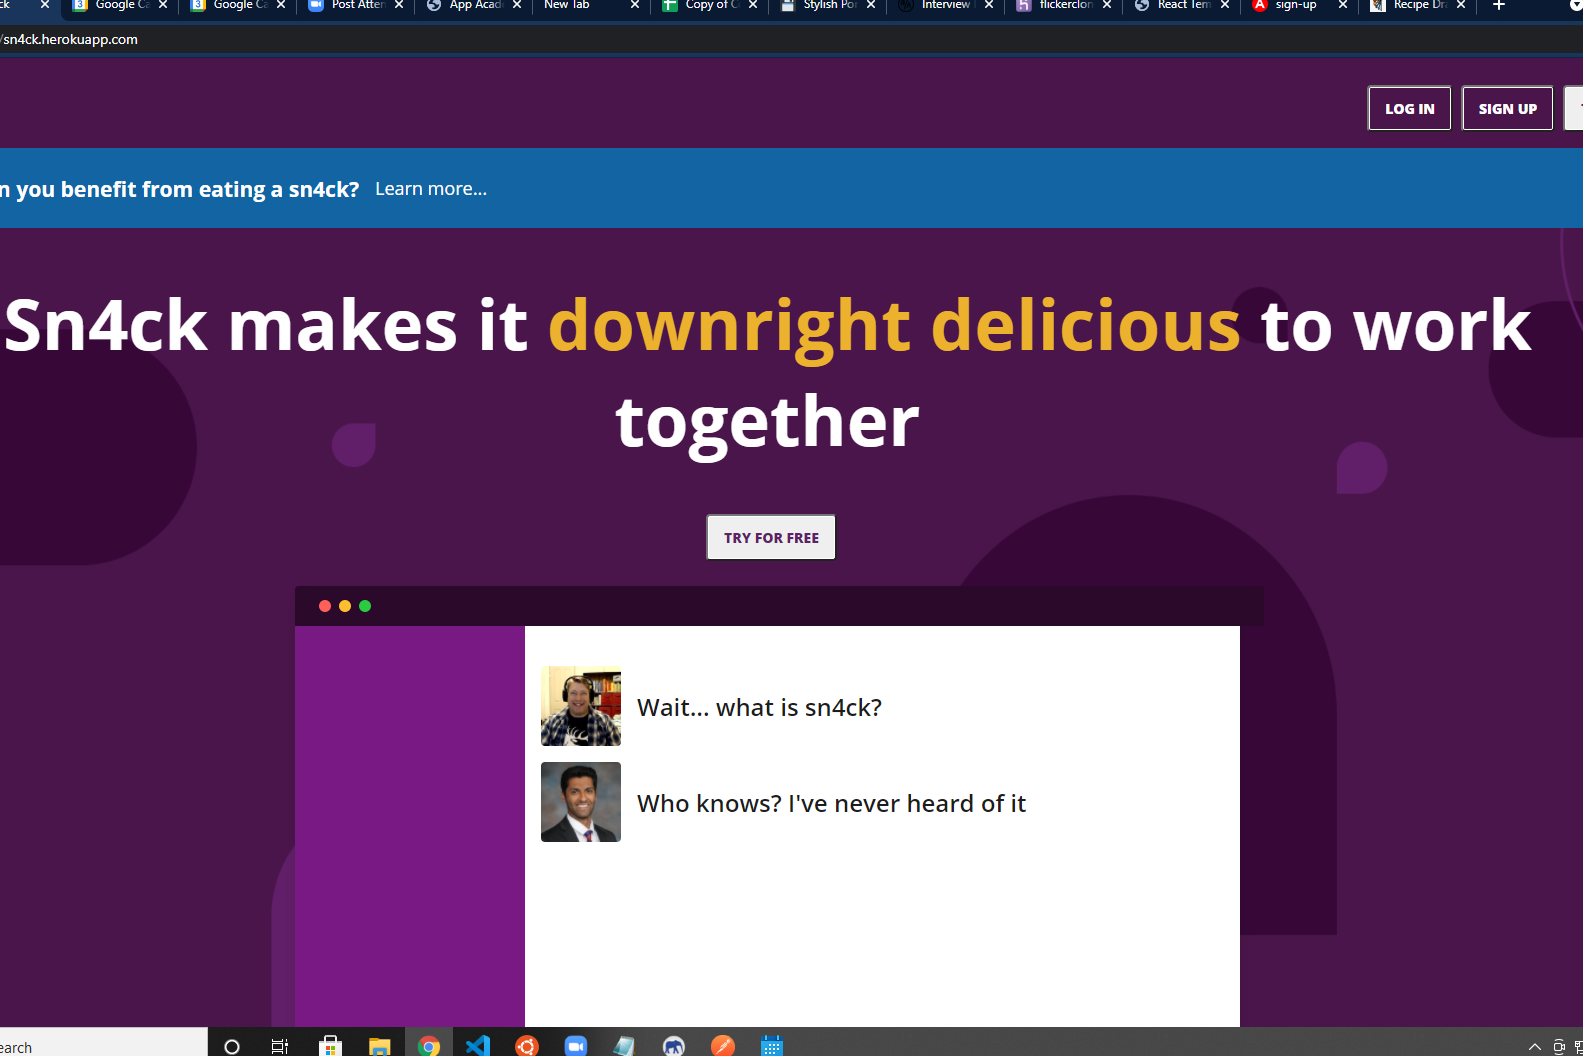 ck Google Ca Google Ca Post Atten App Acad New Tab Copy of C Stylish Por Interview flickerclon React Tem sign-up Recipe Dra
/sn4ck.herokuapp.com
LOG IN SIGN UP
n you benefit from eating a sn4ck? Learn more...
Sn4ck makes it downright delicious to work
together
TRY FOR FREE
Wait... what is sn4ck?
Who knows? I've never heard of it
earch